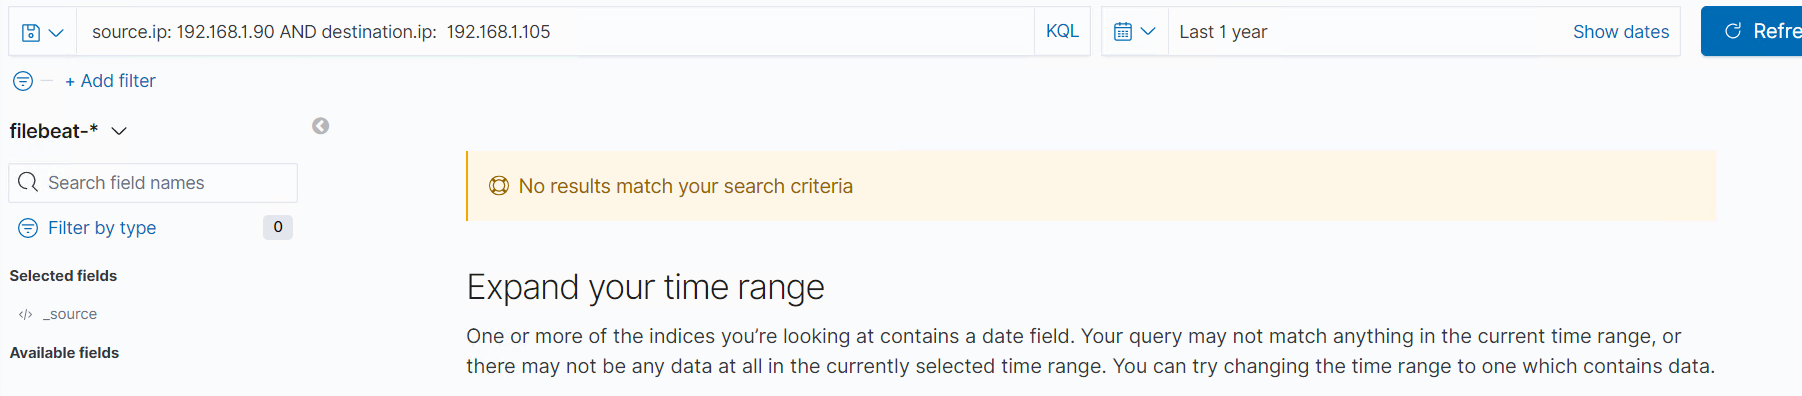 source.ip: 192.168.1.90 AND destination.ip:  192.168.1.105
KQL
Last 1 year
Show dates
Refre
+ Add filter
filebeat-*
Search field names
Filter by type
0
Selected fields
</> _source
Available fields
No results match your search criteria
Expand your time range
One or more of the indices you’re looking at contains a date field. Your query may not match anything in the current time range, or
there may not be any data at all in the currently selected time range. You can try changing the time range to one which contains data.